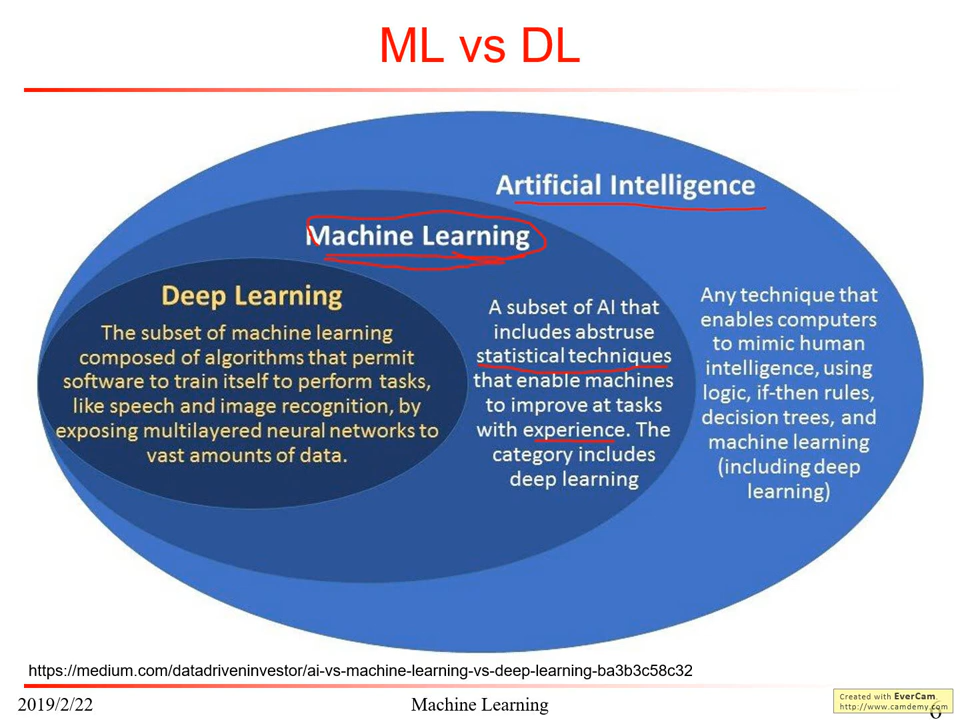 ML vs DL
Artificial Intelligence
Machine Learning
Deep Learning
The subset of machine learning
composed of algorithms that permit
software to train itself to perform tasks,
like speech and image recognition, by
exposing multilayered neural networks to
vast amounts of data.
A subset of AI that
includes abstruse
statistical techniques
that enable machines
to improve at tasks
with experience. The
category includes
deep learning
Any technique that
enables computers
to mimic human
intelligence, using
logic, if-then rules,
decision trees, and
machine learning
(including deep
learning)
https://medium.com/datadriveninvestor/ai-vs-machine-learning-vs-deep-learning-ba3b3c58c32
2019/2/22
Machine Learning
6
Created with EverCam.
http://www.camdemy.com